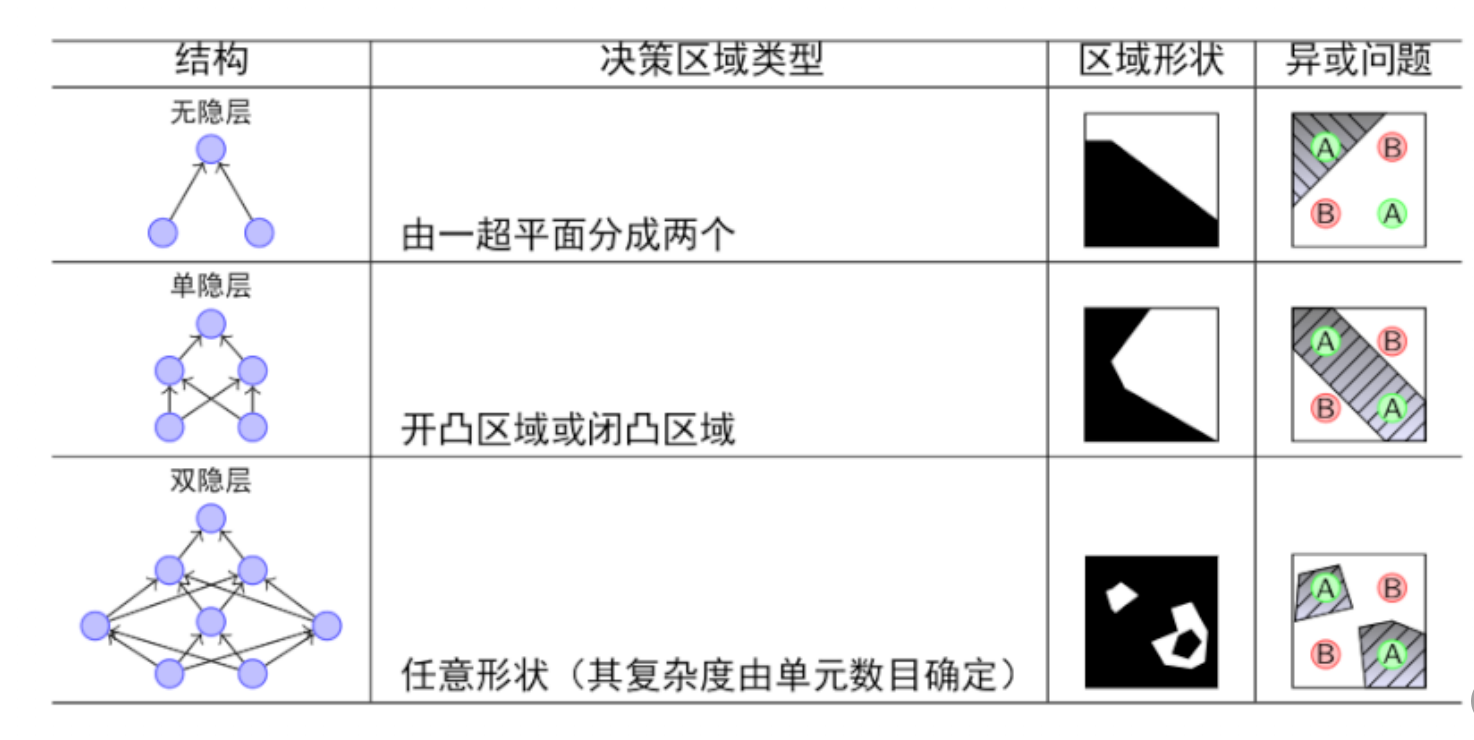 结构 决策区域类型 区域形状 异或问题
无隐层
A B
由一超平面分成两个
B A
单隐层
A B
开凸区域或闭凸区域
B A
双隐层
A B
任意形状（其复杂度由单元数目确定）
B A